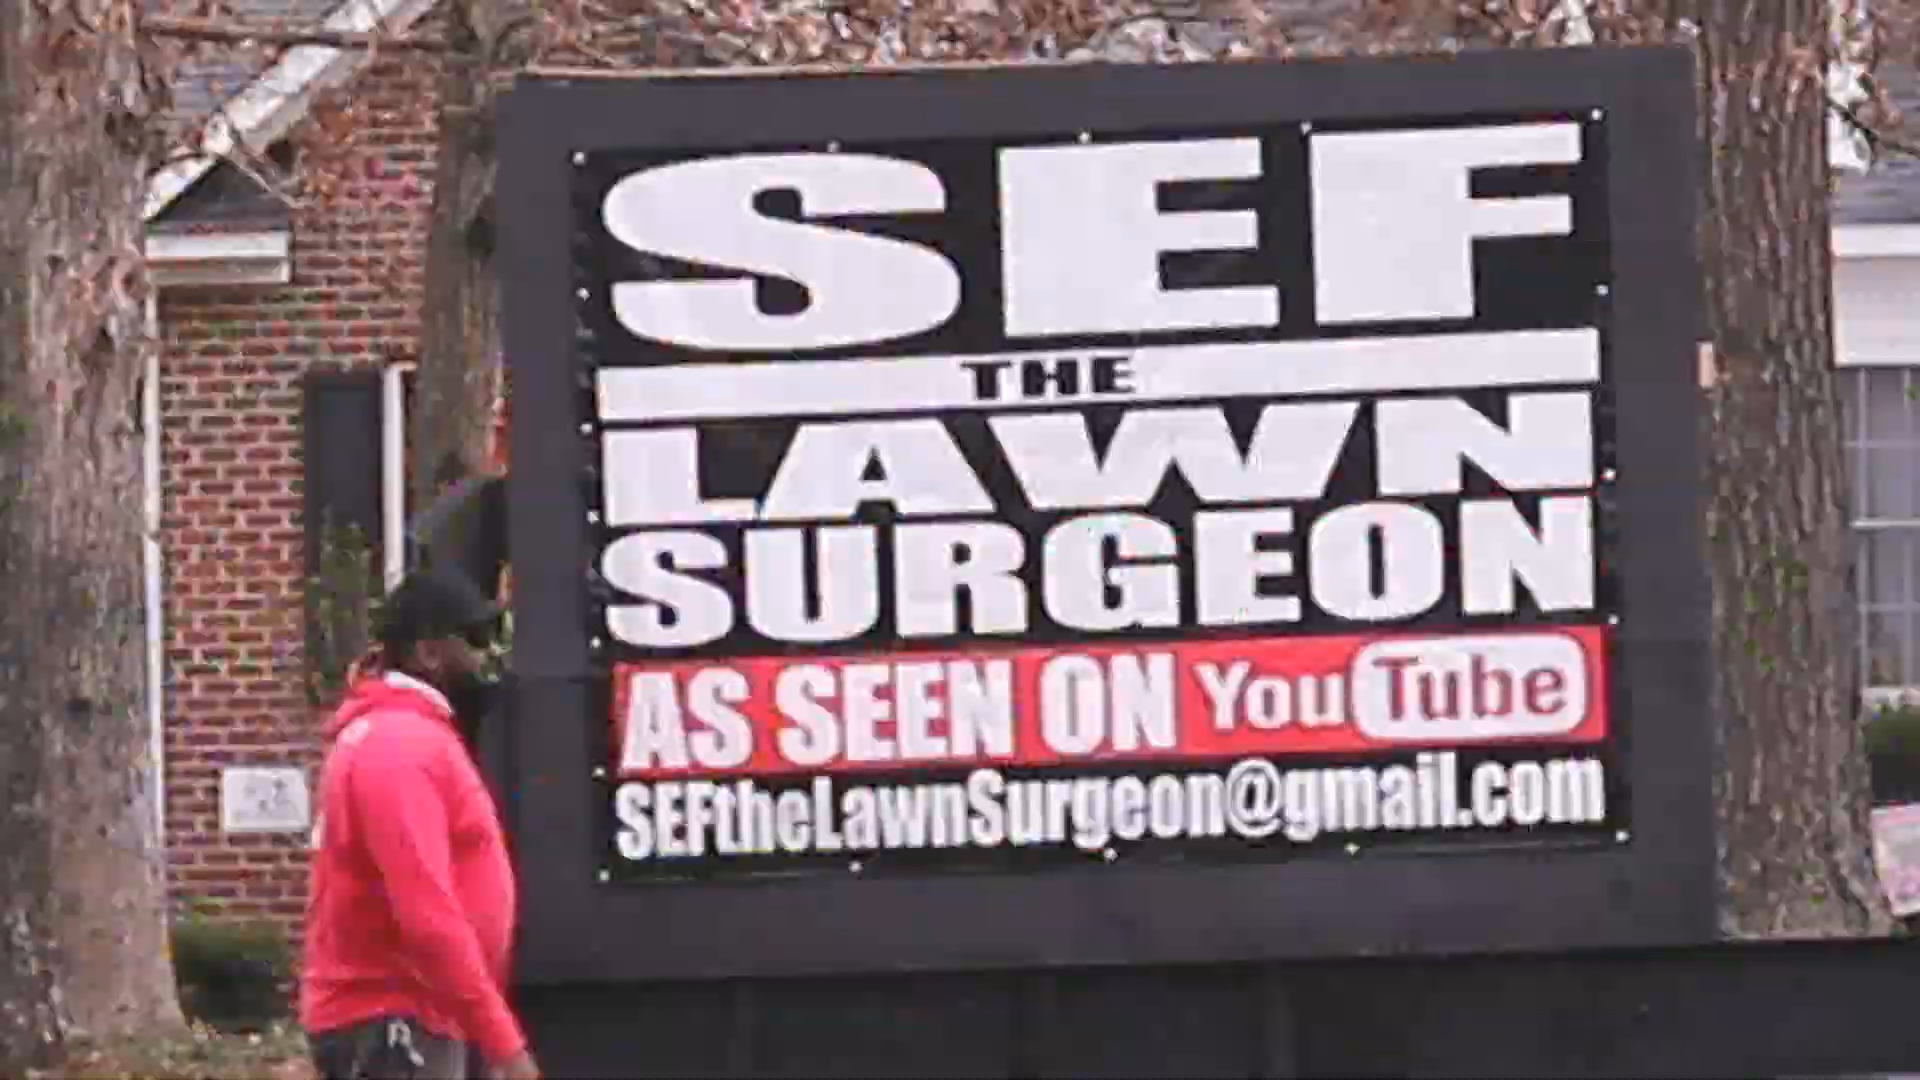 SEF
THE
LAWN
SURGEON
AS SEEN ON YouTube
SEFtheLawnSurgeon@gmail.com